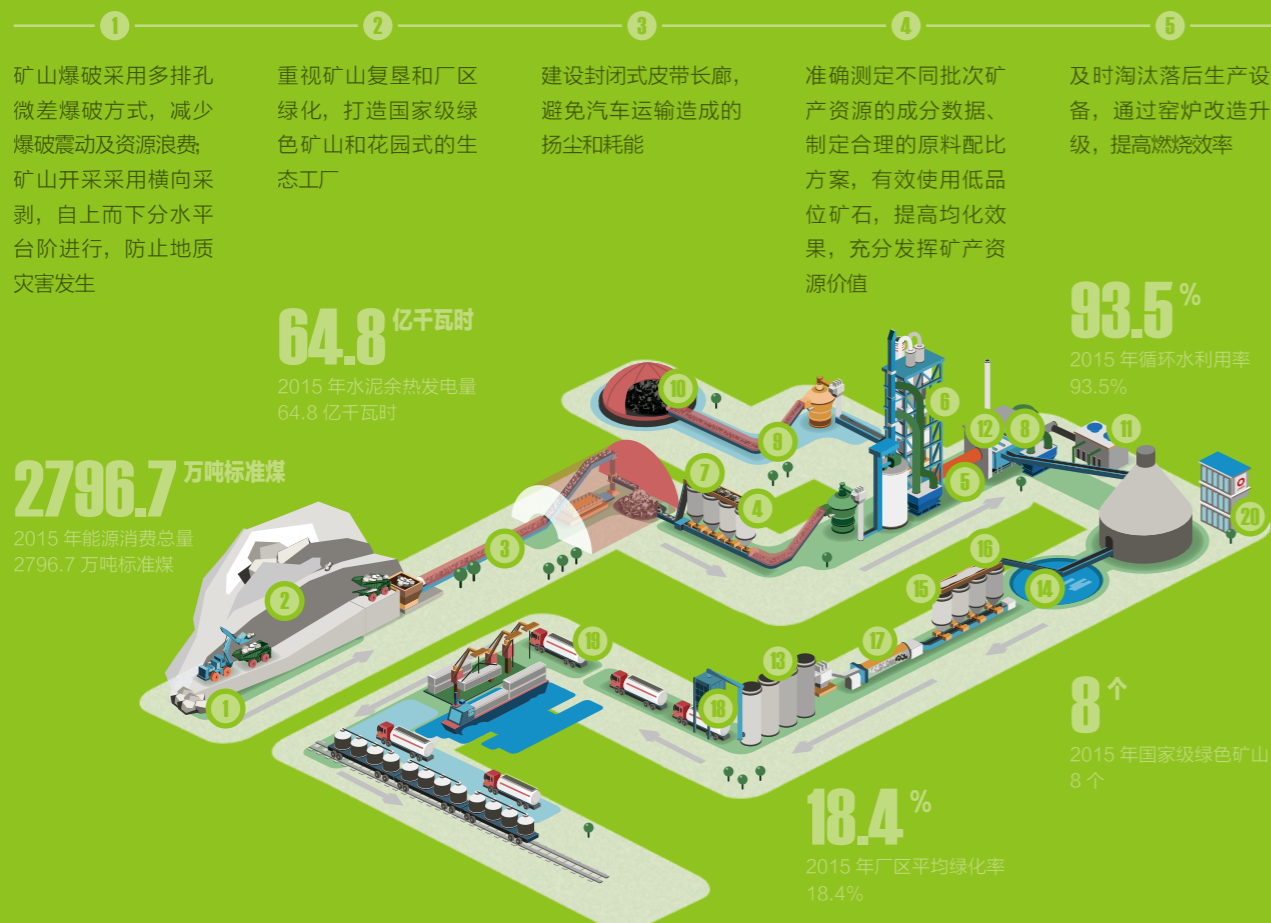 1
矿山爆破采用多排孔
微差爆破方式，减少
爆破震动及资源浪费；
矿山开采采用横向采
剥，自上而下分水平
台阶进行，防止地质
灾害发生
2
重视矿山复垦和厂区
绿化，打造国家级绿
色矿山和花园式的生
态工厂
3
建设封闭式皮带长廊，
避免汽车运输造成的
扬尘和耗能
4
准确测定不同批次矿
产资源的成分数据、
制定合理的原料配比
方案，有效使用低品
位矿石，提高均化效
果，充分发挥矿产资
源价值
5
及时淘汰落后生产设
备，通过窑炉改造升
级，提高燃烧效率
64.8 亿千瓦时
2015 年水泥余热发电量
64.8 亿千瓦时
93.5 %
2015 年循环水利用率
93.5%
2796.7 万吨标准煤
2015 年能源消费总量
2796.7 万吨标准煤
10
6
9
12
8
11
7
4
5
20
3
16
2
15
14
19
17
13
1
18
8 个
2015 年国家级绿色矿山
8 个
18.4 %
2015 年厂区平均绿化率
18.4%